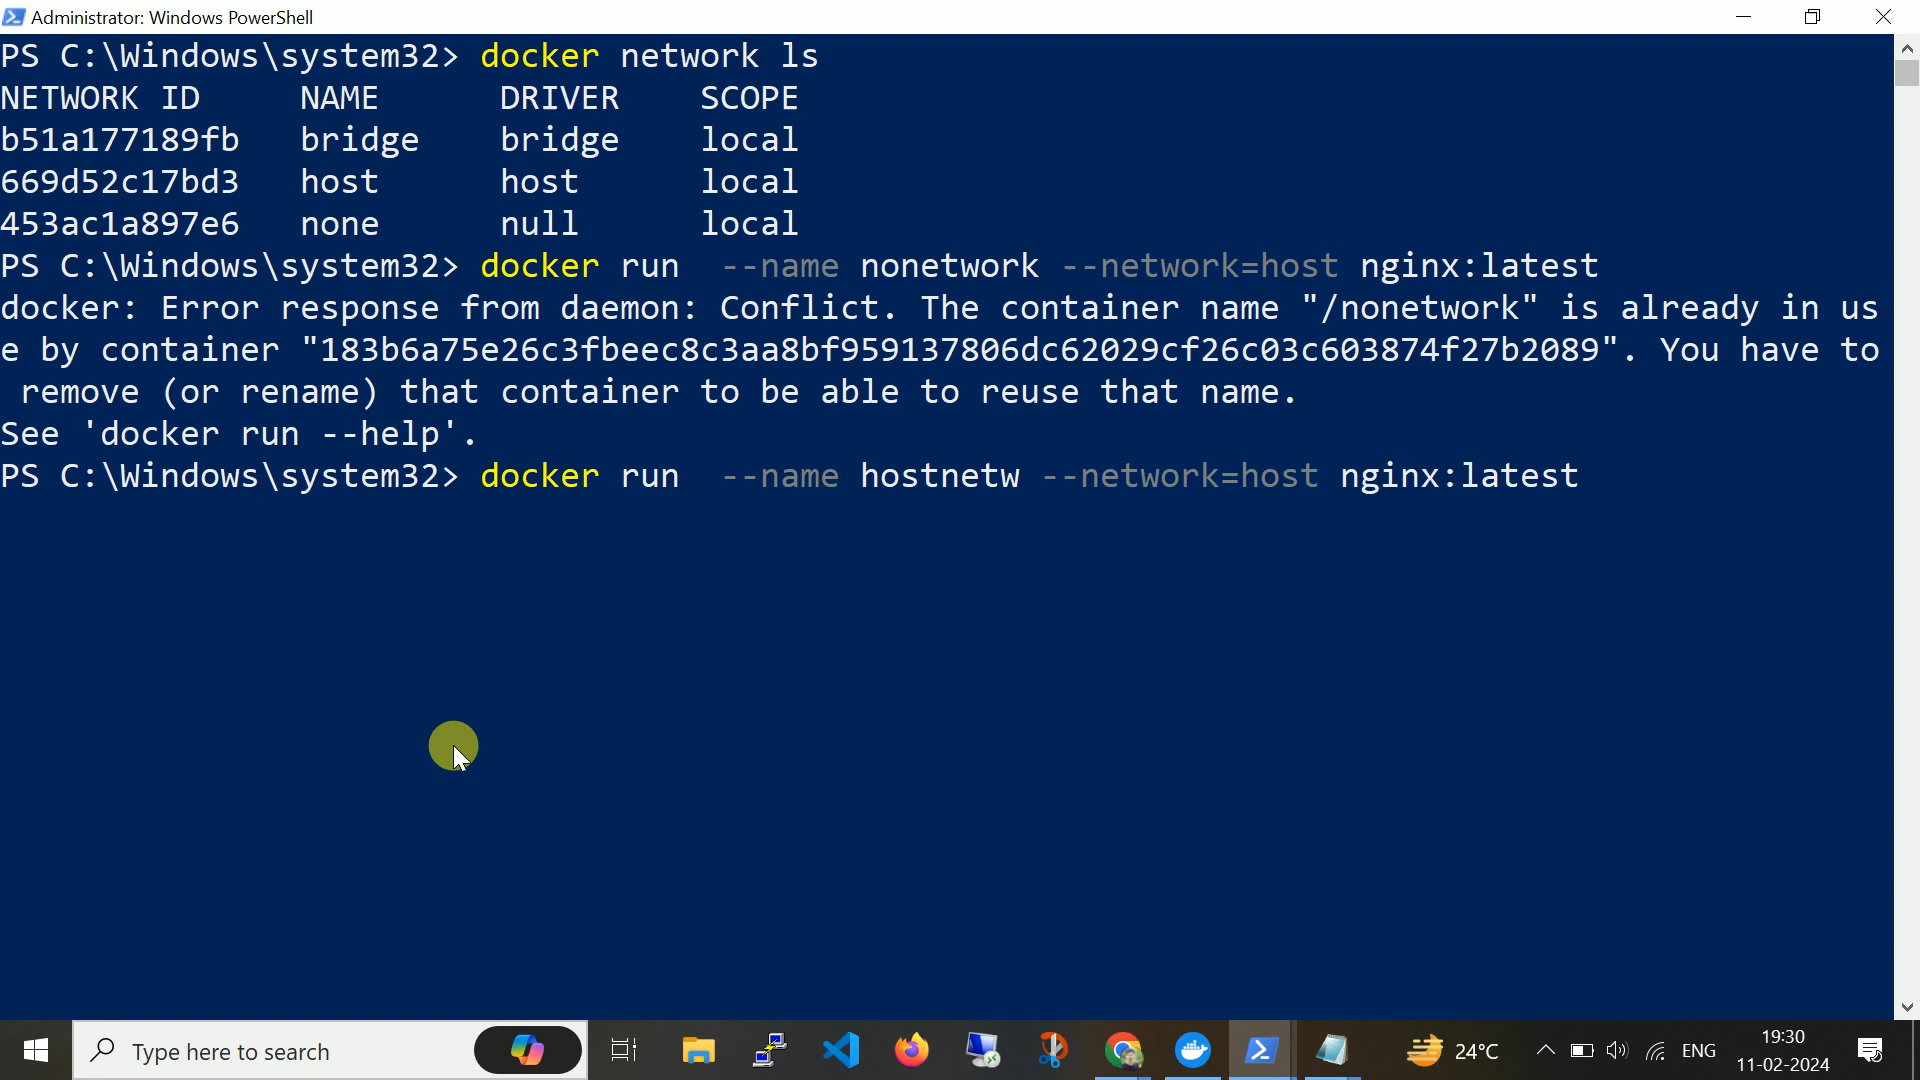 Administrator: Windows PowerShell
PS C:\Windows\system32> docker network ls
NETWORK ID     NAME      DRIVER    SCOPE
b51a177189fb   bridge    bridge    local
669d52c17bd3   host      host      local
453ac1a897e6   none      null      local
PS C:\Windows\system32> docker run  --name nonetwork --network=host nginx:latest
docker: Error response from daemon: Conflict. The container name "/nonetwork" is already in us
e by container "183b6a75e26c3fbeec8c3aa8bf959137806dc62029cf26c03c603874f27b2089". You have to
 remove (or rename) that container to be able to reuse that name.
See 'docker run --help'.
PS C:\Windows\system32> docker run  --name hostnetw --network=host nginx:latest
Type here to search
24°C
ENG
19:30
11-02-2024